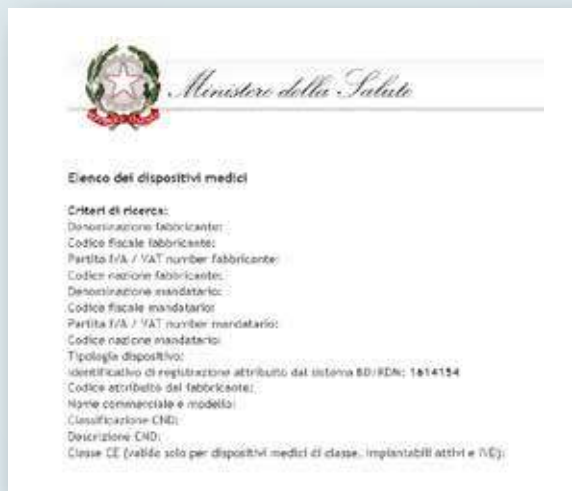 Ministero della Salute
Elenco dei dispositivi medici
Criteri di ricerca:
Denominazione fabbricante:
Codice fiscale fabbricante:
Partita IVA / VAT number fabbricante:
Codice nazione fabbricante:
Denominazione mandatario:
Codice fiscale mandatario:
Partita IVA / VAT number mandatario:
Codice nazione mandatario:
Tipologia dispositivo:
Identificativo di registrazione attribuito dal sistema BD/RDM: 1614154
Codice attribuito dal fabbricante:
Nome commerciale e modello:
Classificazione CND:
Descrizione CND:
Classe CE (valida solo per dispositivi medici di classe, impiantabili attivi e IVD):